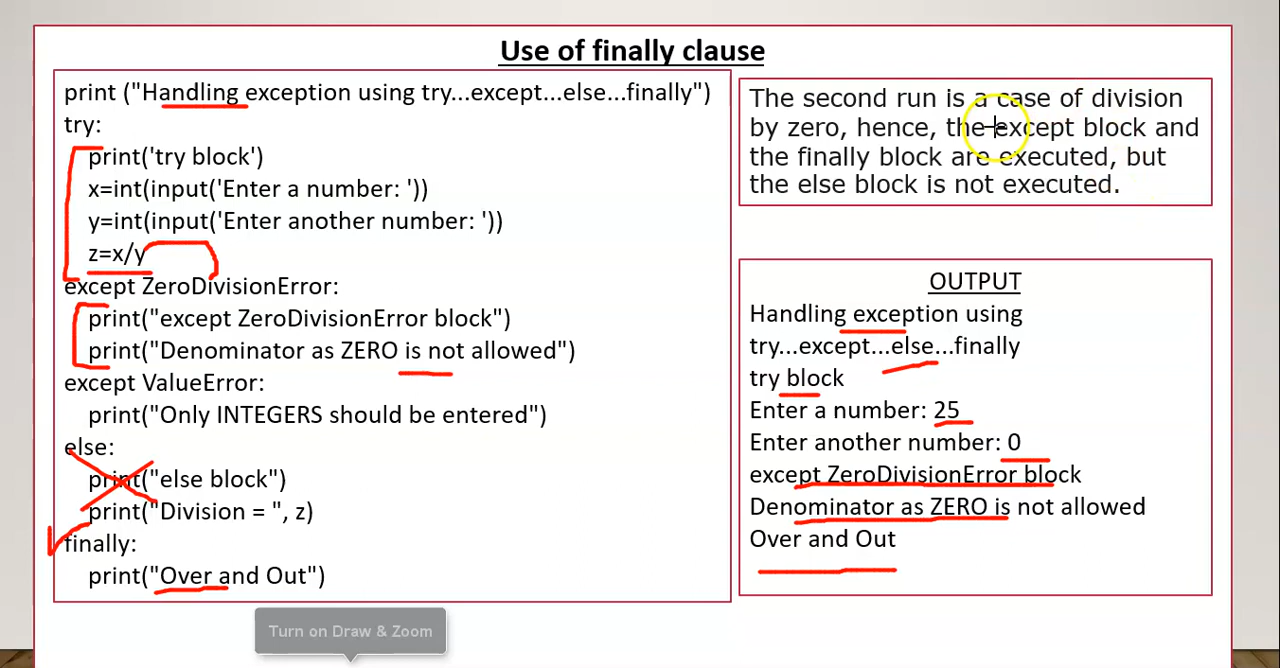 Use of finally clause
print ("Handling exception using try...except...else...finally")
try:
print('try block')
x=int(input('Enter a number: '))
y=int(input('Enter another number: '))
z=x/y
except ZeroDivisionError:
print("except ZeroDivisionError block")
print("Denominator as ZERO is not allowed")
except ValueError:
print("Only INTEGERS should be entered")
else:
print("else block")
print("Division = ", z)
finally:
print("Over and Out")
The second run is a case of division
by zero, hence, the except block and
the finally block are executed, but
the else block is not executed.
OUTPUT
Handling exception using
try...except...else...finally
try block
Enter a number: 25
Enter another number: 0
except ZeroDivisionError block
Denominator as ZERO is not allowed
Over and Out
Turn on Draw & Zoom